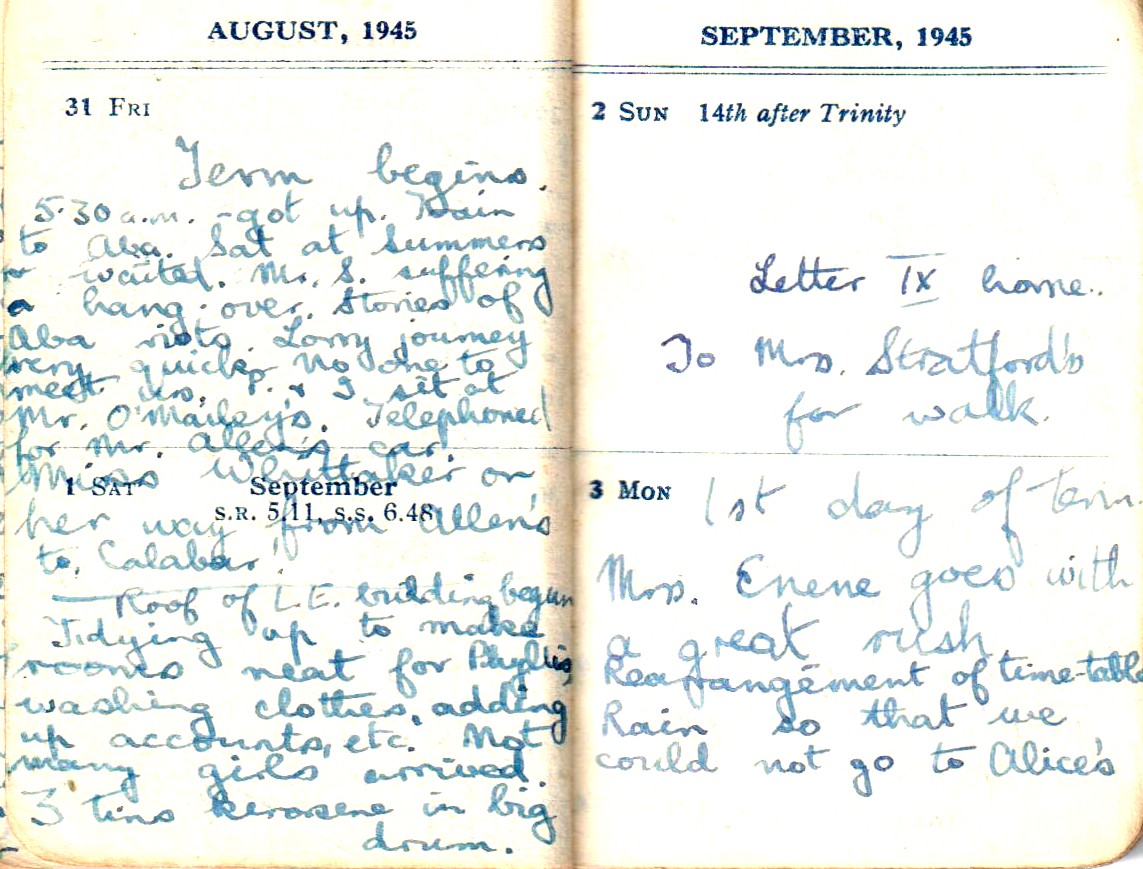 AUGUST, 1945
31 FRI
Term begins.
5.30 a.m. - got up. Train
to Aba. Sat at Summers
& waited. Mr. S. suffering
a hang-over. Stories of
Aba riots. Lorry journey
very quick. No one to
meet us. P. & I sit at
Mr. O'Mailey's. Telephoned
for Mr. Allen's car.
Miss Whittaker on
1 SAT September
S.R. 5.11, S.S. 6.48
her way from Allen's
to Calabar!
Roof of L.E. building begun
Tidying up to make
rooms neat for Phyllis,
washing clothes, adding
up accounts, etc. Not
many girls arrived.
3 tins kerosene in big
drum.
SEPTEMBER, 1945
2 SUN 14th after Trinity
Letter IX home.
To Mrs. Stratford's
for walk.
3 MON 1st day of term
Mrs. Enene goes with
a great rush.
Rearrangement of time-table
Rain so that we
could not go to Alice's